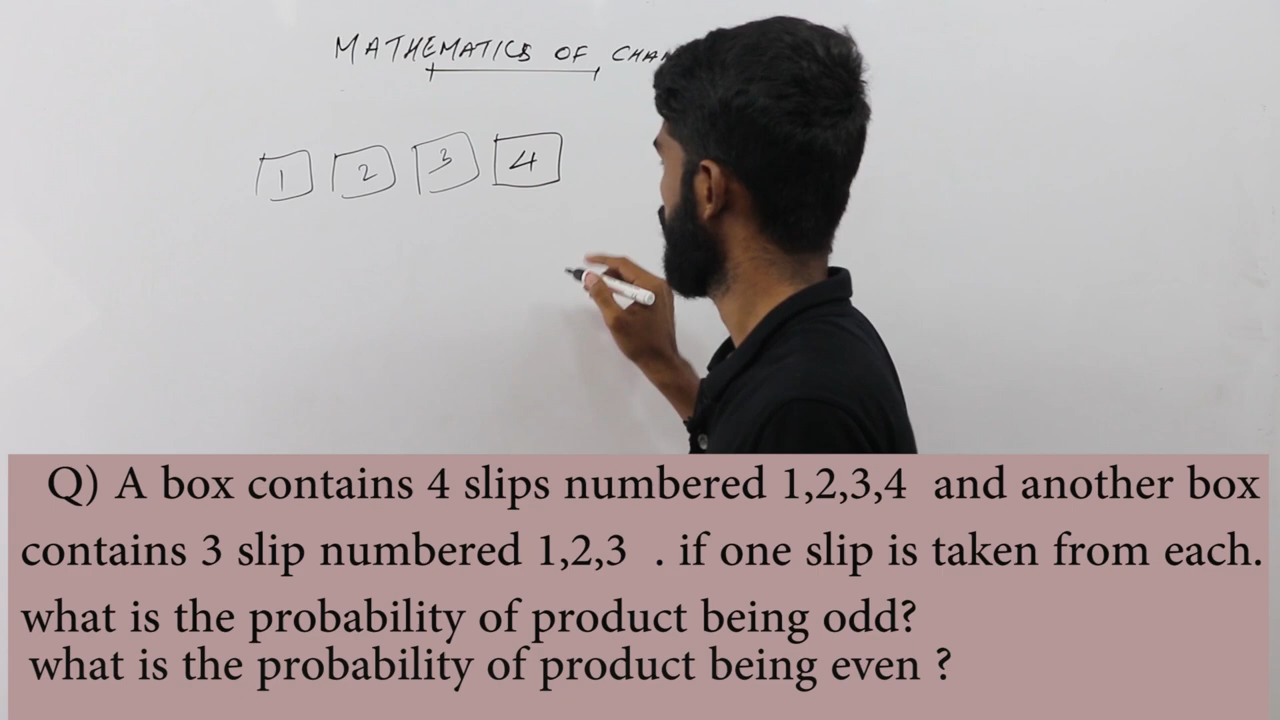 MATHEMATICS OF
1 2 3 4
Q) A box contains 4 slips numbered 1,2,3,4 and another box
contains 3 slip numbered 1,2,3 . if one slip is taken from each.
what is the probability of product being odd?
what is the probability of product being even ?